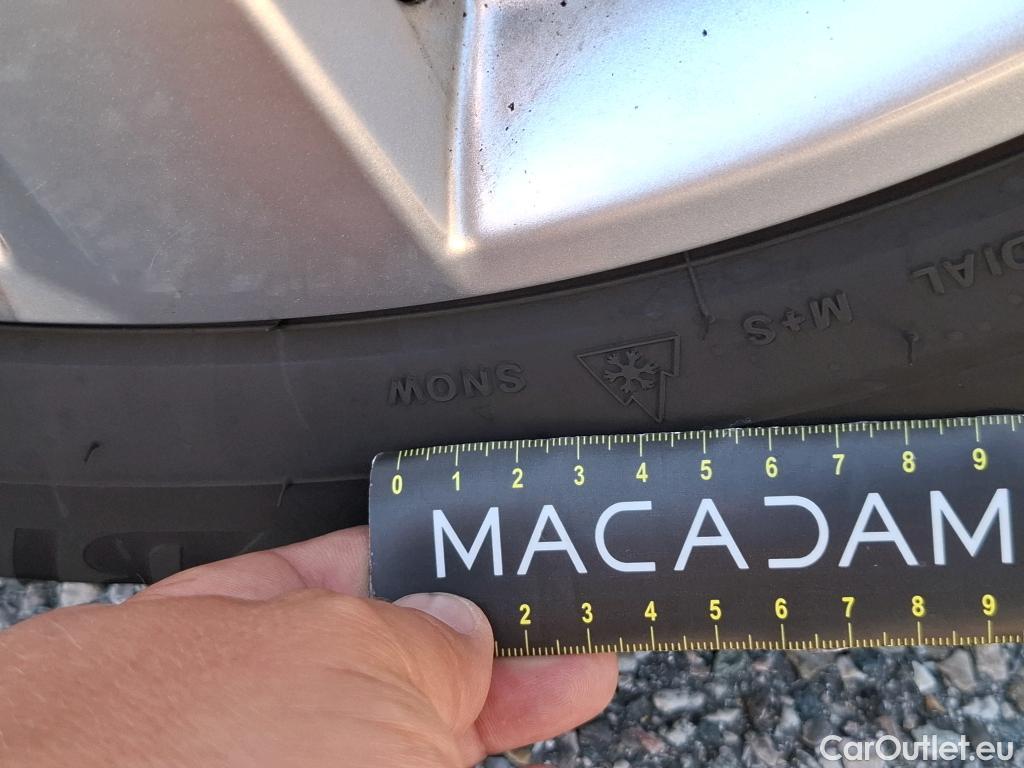 DIAL
M+S
SNOW
0 1 2 3 4 5 6 7 8 9
MACADAM
2 3 4 5 6 7 8 9
CarOutlet.eu